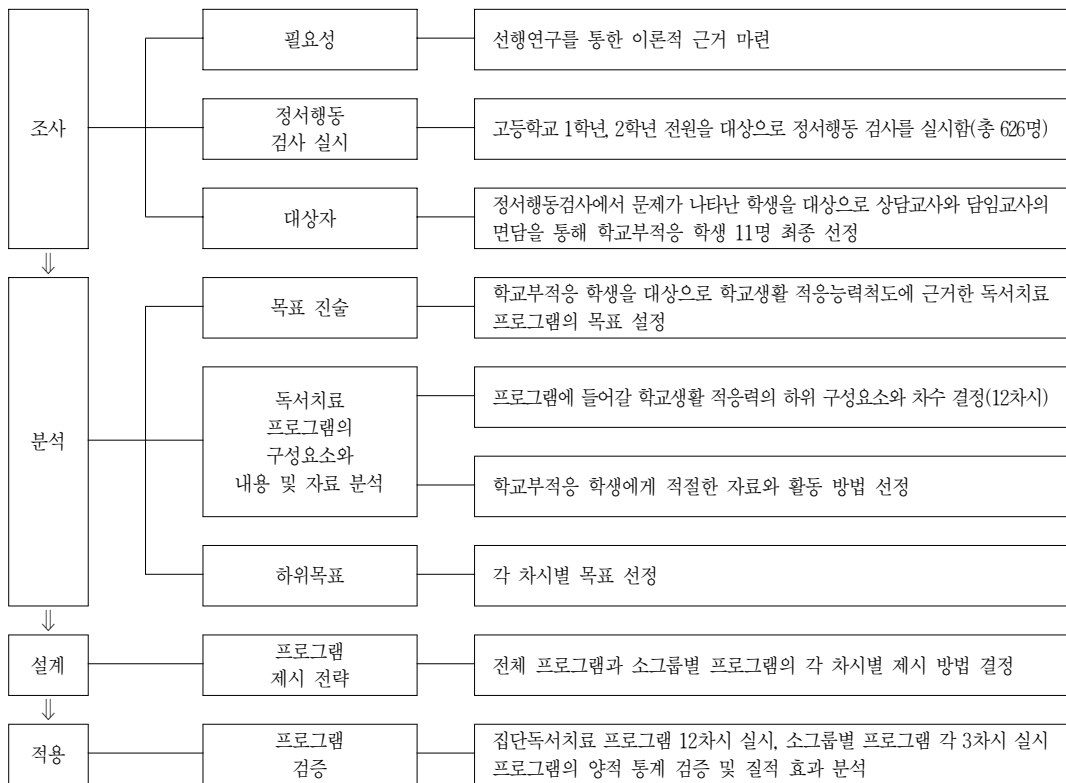 필요성
선행연구를 통한 이론적 근거 마련
조사
정서행동
검사 실시
고등학교 1학년, 2학년 전원을 대상으로 정서행동 검사를 실시함(총 626명)
대상자
정서행동검사에서 문제가 나타난 학생을 대상으로 상담교사와 담임교사의
면담을 통해 학교부적응 학생 11명 최종 선정
⇓
목표 진술
학교부적응 학생을 대상으로 학교생활 적응능력척도에 근거한 독서치료
프로그램의 목표 설정
분석
독서치료
프로그램의
구성요소와
내용 및 자료 분석
프로그램에 들어갈 학교생활 적응력의 하위 구성요소와 차수 결정(12차시)
학교부적응 학생에게 적절한 자료와 활동 방법 선정
하위목표
각 차시별 목표 선정
⇓
설계
프로그램
제시 전략
전체 프로그램과 소그룹별 프로그램의 각 차시별 제시 방법 결정
⇓
적용
프로그램
검증
집단독서치료 프로그램 12차시 실시, 소그룹별 프로그램 각 3차시 실시
프로그램의 양적 통계 검증 및 질적 효과 분석